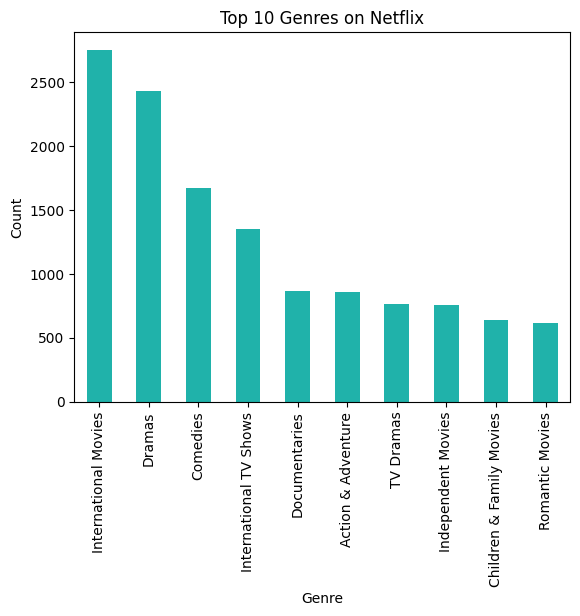 Top 10 Genres on Netflix
Count
2500
2000
1500
1000
500
0
International Movies
Dramas
Comedies
International TV Shows
Documentaries
Action & Adventure
TV Dramas
Independent Movies
Children & Family Movies
Romantic Movies
Genre